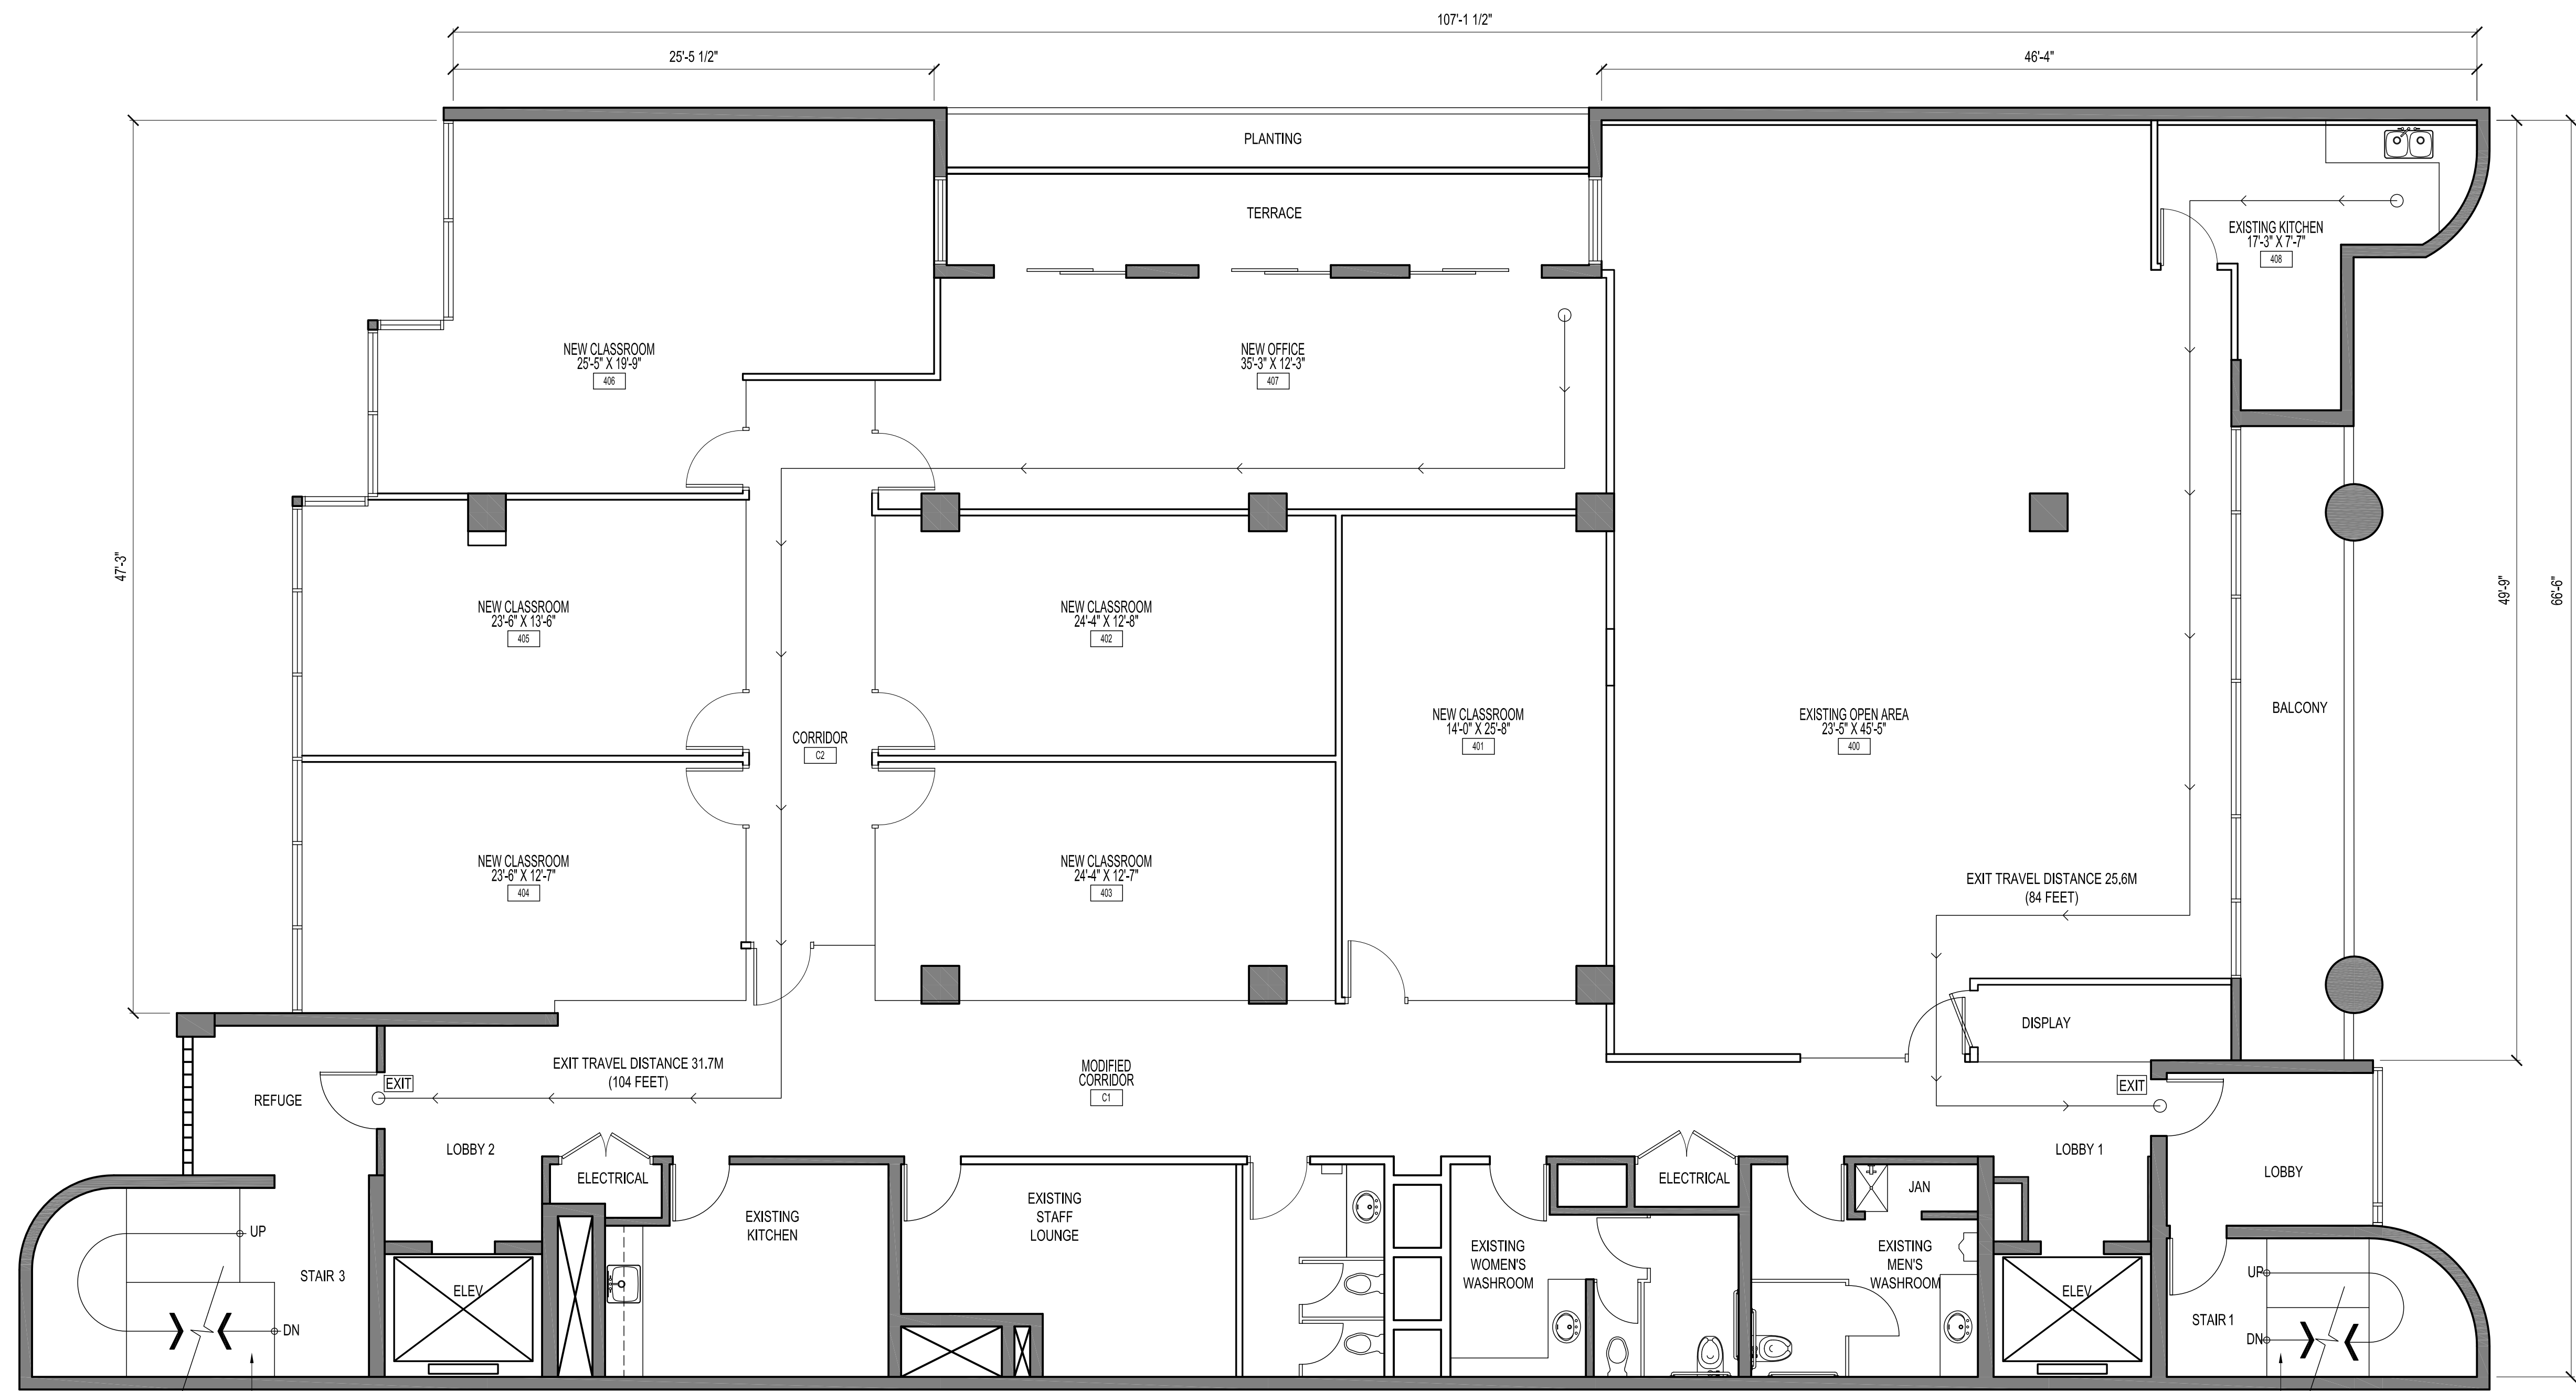 107'-1 1/2"
25'-5 1/2"
46'-4"
PLANTING
TERRACE
EXISTING KITCHEN
17'-3" X 7'-7"
408
NEW CLASSROOM
25'-5" X 19'-9"
406
NEW OFFICE
35'-3" X 12'-3"
407
47'-3"
49'-9"
66'-6"
NEW CLASSROOM
23'-6" X 13'-6"
405
NEW CLASSROOM
24'-4" X 12'-8"
402
NEW CLASSROOM
14'-0" X 25'-8"
401
EXISTING OPEN AREA
23'-5" X 45'-5"
400
BALCONY
CORRIDOR
C2
NEW CLASSROOM
23'-6" X 12'-7"
404
NEW CLASSROOM
24'-4" X 12'-7"
403
EXIT TRAVEL DISTANCE 25.6M
(84 FEET)
DISPLAY
EXIT TRAVEL DISTANCE 31.7M
(104 FEET)
MODIFIED
CORRIDOR
C1
EXIT
EXIT
REFUGE
LOBBY 2
LOBBY 1
LOBBY
ELECTRICAL
ELECTRICAL
JAN
EXISTING
KITCHEN
EXISTING
STAFF
LOUNGE
EXISTING
WOMEN'S
WASHROOM
EXISTING
MEN'S
WASHROOM
UP
STAIR 3
DN
ELEV
ELEV
UP
STAIR 1
DN